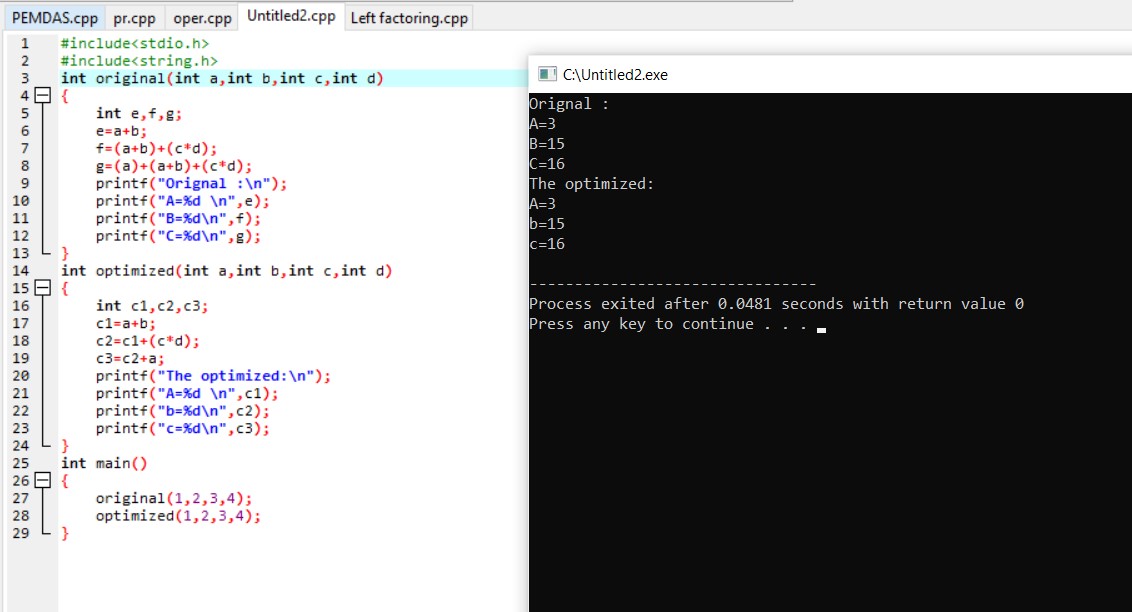 PEMDAS.cpp pr.cpp oper.cpp Untitled2.cpp Left factoring.cpp
1 #include<stdio.h>
2 #include<string.h>
3 int original(int a,int b,int c,int d)
4 {
5 int e,f,g;
6 e=a+b;
7 f=(a+b)+(c*d);
8 g=(a)+(a+b)+(c*d);
9 printf("Orignal :\n");
10 printf("A=%d \n",e);
11 printf("B=%d\n",f);
12 printf("C=%d\n",g);
13 }
14 int optimized(int a,int b,int c,int d)
15 {
16 int c1,c2,c3;
17 c1=a+b;
18 c2=c1+(c*d);
19 c3=c2+a;
20 printf("The optimized:\n");
21 printf("A=%d \n",c1);
22 printf("b=%d\n",c2);
23 printf("c=%d\n",c3);
24 }
25 int main()
26 {
27 original(1,2,3,4);
28 optimized(1,2,3,4);
29 }
C:\Untitled2.exe
Orignal :
A=3
B=15
C=16
The optimized:
A=3
b=15
c=16
--------------------------------
Process exited after 0.0481 seconds with return value 0
Press any key to continue . . .